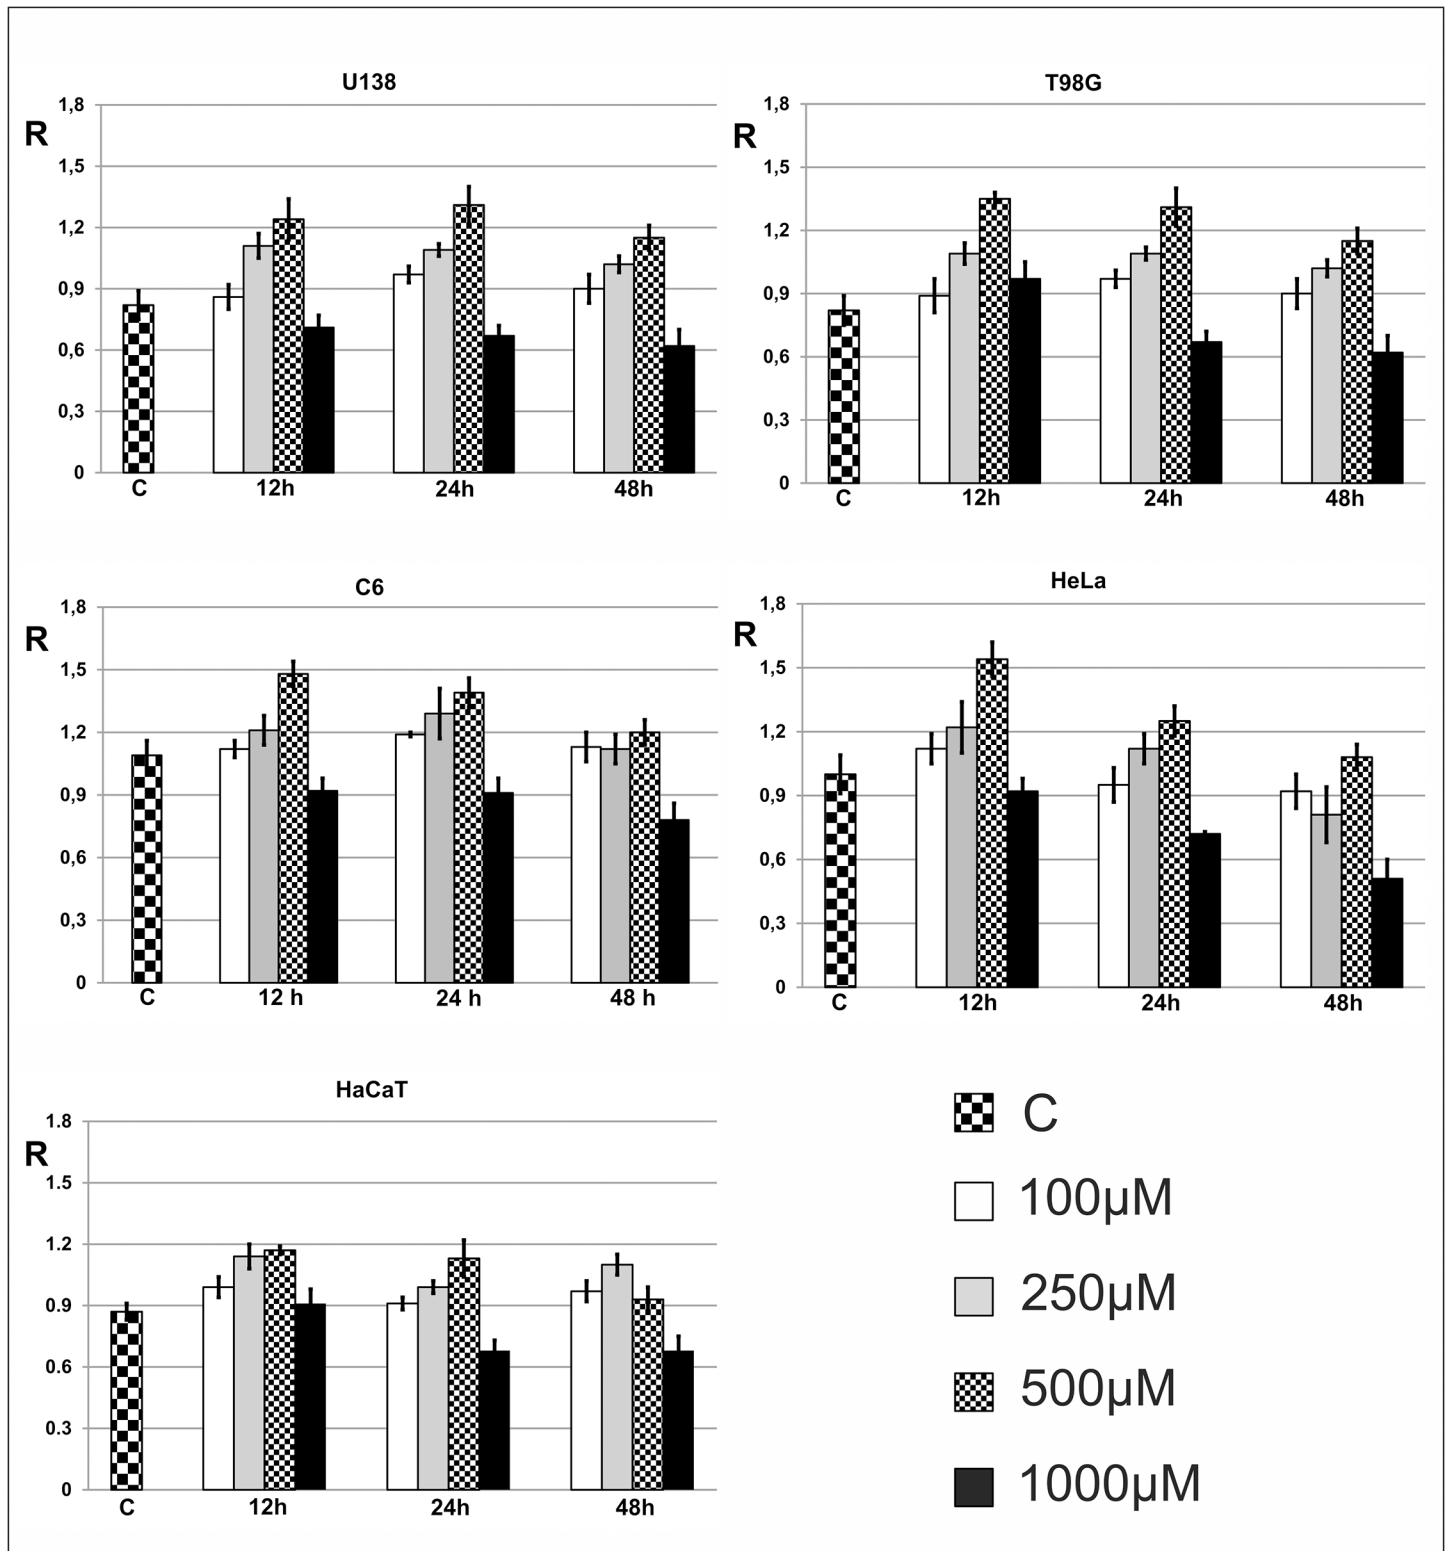 U138
R
1,8
1,5
1,2
0,9
0,6
0,3
0
C 12h 24h 48h
T98G
R
1,8
1,5
1,2
0,9
0,6
0,3
0
C 12h 24h 48h
C6
R
1,8
1,5
1,2
0,9
0,6
0,3
0
C 12 h 24 h 48 h
HeLa
R
1,8
1,5
1,2
0,9
0,6
0,3
0
C 12h 24h 48h
HaCaT
R
1.8
1.5
1.2
0.9
0.6
0.3
0
C 12h 24h 48h
C
100µM
250µM
500µM
1000µM